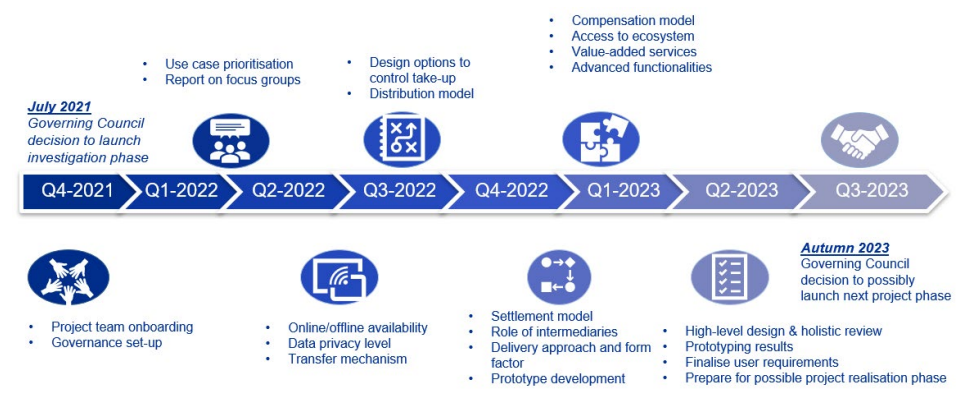 • Compensation model
• Access to ecosystem
• Value-added services
• Advanced functionalities
• Use case prioritisation
• Report on focus groups
• Design options to
control take-up
• Distribution model
July 2021
Governing Council
decision to launch
investigation phase
Q4-2021 Q1-2022 Q2-2022 Q3-2022 Q4-2022 Q1-2023 Q2-2023 Q3-2023
Autumn 2023
Governing Council
decision to possibly
launch next project phase
• Project team onboarding
• Governance set-up
• Online/offline availability
• Data privacy level
• Transfer mechanism
• Settlement model
• Role of intermediaries
• Delivery approach and form
factor
• Prototype development
• High-level design & holistic review
• Prototyping results
• Finalise user requirements
• Prepare for possible project realisation phase